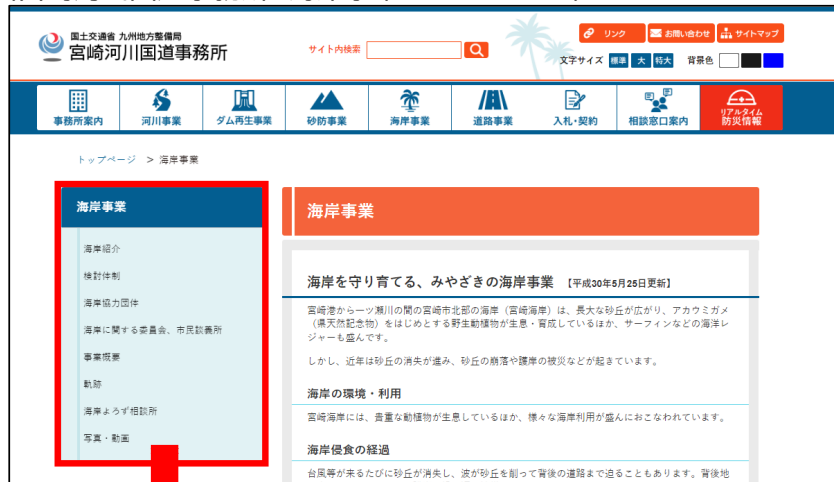 国土交通省 九州地方整備局
宮崎河川国道事務所
サイト内検索
リンク
お問い合わせ
サイトマップ
文字サイズ 標準 大 特大 背景色
事務所案内
河川事業
ダム再生事業
砂防事業
海岸事業
道路事業
入札・契約
相談窓口案内
リアルタイム
防災情報
トップページ > 海岸事業
海岸事業
海岸紹介
検討体制
海岸協力団体
海岸に関する委員会、市民談義所
事業概要
軌跡
海岸よろず相談所
写真・動画
海岸事業
海岸を守り育てる、みやざきの海岸事業 【平成30年5月25日更新】
宮崎港から一ツ瀬川の間の宮崎市北部の海岸（宮崎海岸）は、長大な砂丘が広がり、アカウミガメ
（県天然記念物）をはじめとする野生動植物が生息・育成しているほか、サーフィンなどの海洋レ
ジャーも盛んです。
しかし、近年は砂丘の消失が進み、砂丘の崩落や護岸の被災などが起きています。
海岸の環境・利用
宮崎海岸には、貴重な動植物が生息しているほか、様々な海岸利用が盛んにおこなわれています。
海岸侵食の経過
台風等が来るたびに砂丘が消失し、波が砂丘を削って背後の道路まで迫ることもあります。背後地